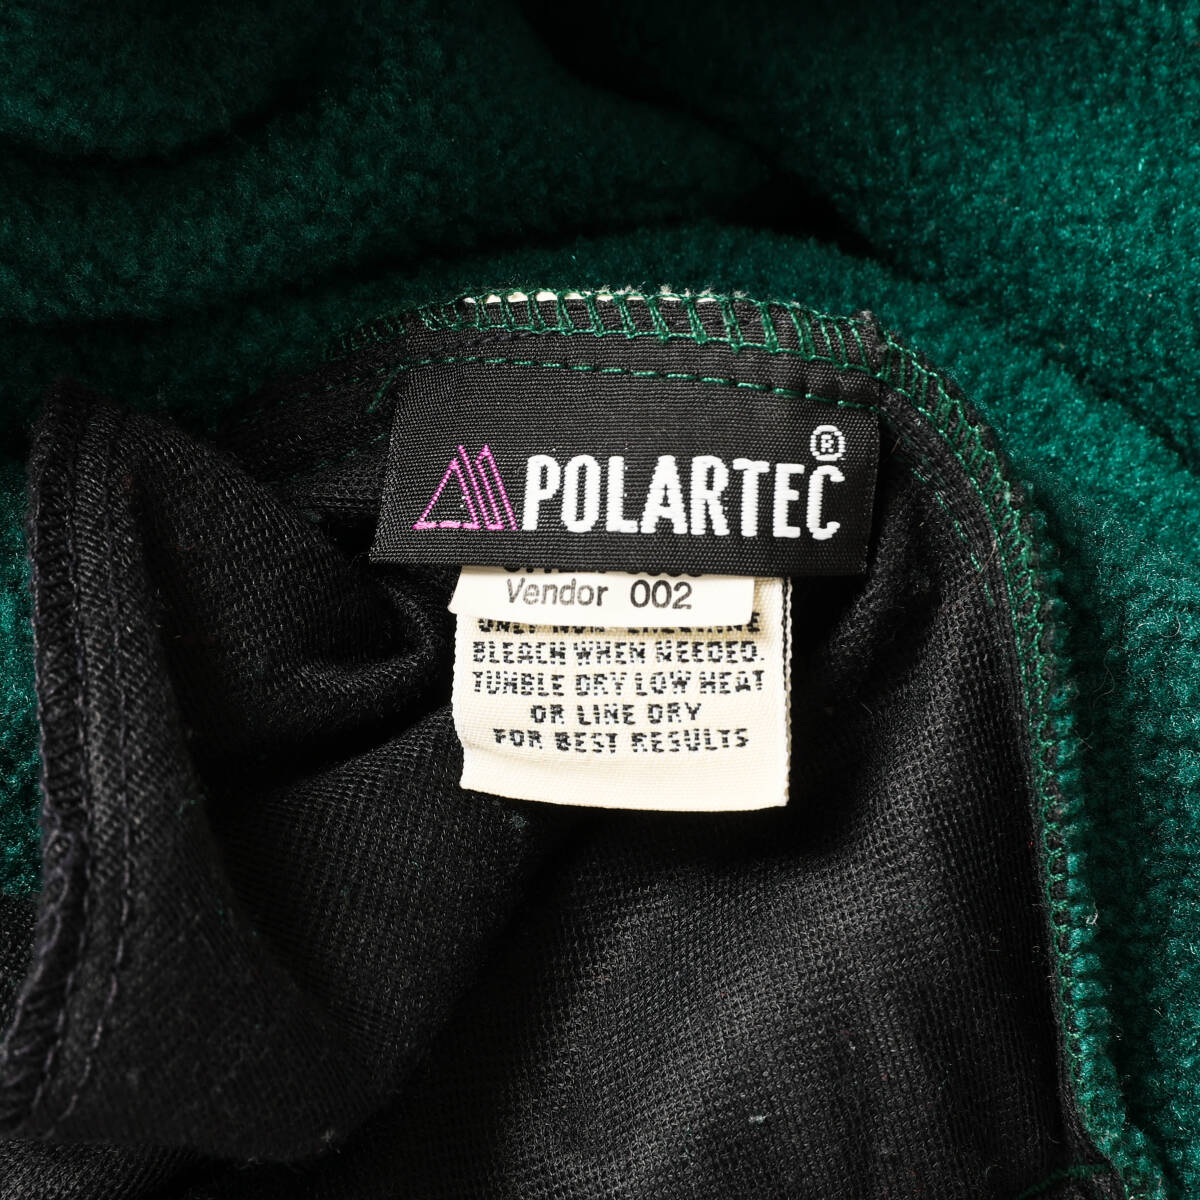 POLARTEC®
Vendor 002
BLEACH WHEN NEEDED.
TUMBLE DRY LOW HEAT
OR LINE DRY
FOR BEST RESULTS